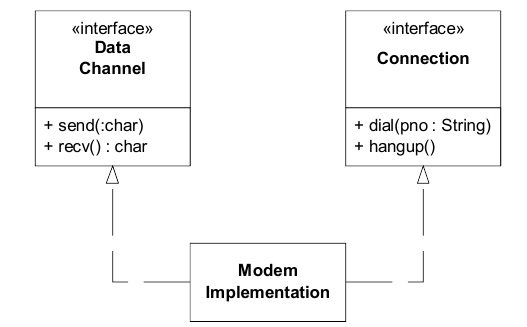 «interface»
Data
Channel
+ send(:char)
+ recv() : char
«interface»
Connection
+ dial(pno : String)
+ hangup()
Modem
Implementation